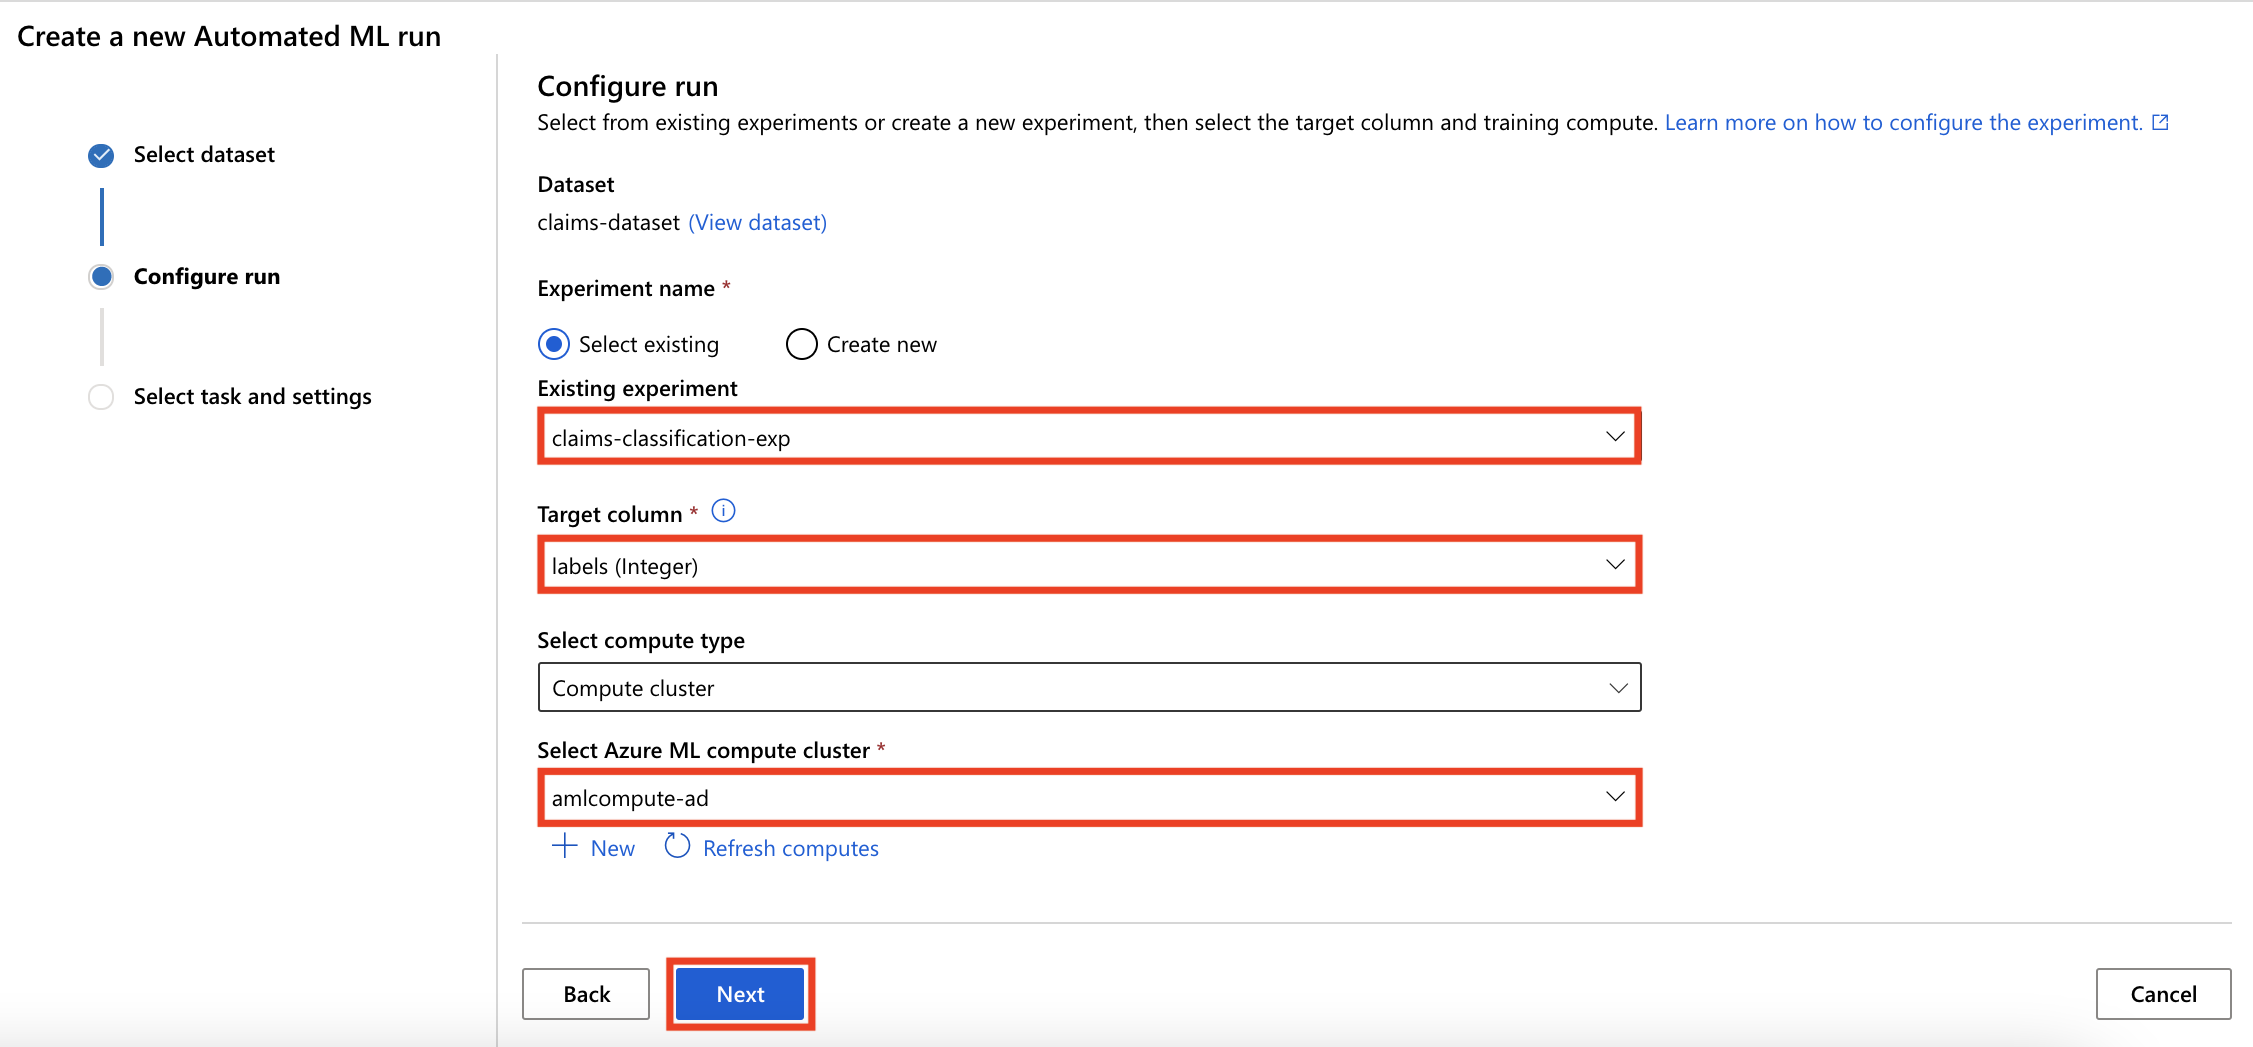 Create a new Automated ML run
Select dataset
Configure run
Select task and settings
Configure run
Select from existing experiments or create a new experiment, then select the target column and training compute. Learn more on how to configure the experiment.
Dataset
claims-dataset (View dataset)
Experiment name *
Select existing
Create new
Existing experiment
claims-classification-exp
Target column *
labels (Integer)
Select compute type
Compute cluster
Select Azure ML compute cluster *
amlcompute-ad
New
Refresh computes
Back
Next
Cancel